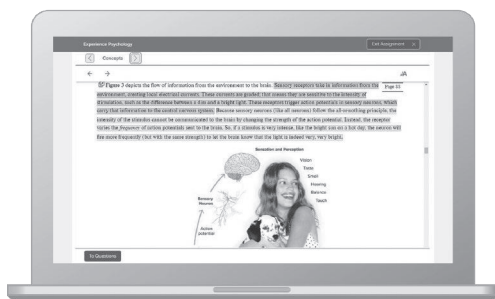 Experience Psychology
Exit Assignment X
Concepts
Figure 3 depicts the flow of information from the environment to the brain. Sensory receptors take in information from the
Page 83
environment, creating local electrical currents. These currents are graded; that means they are sensitive to the intensity of
stimulation, such as the difference between a dim and a bright light. These receptors trigger action potentials in sensory neurons, which
carry that information to the central nervous system. Because sensory neurons (like all neurons) follow the all-or-nothing principle, the
intensity of the stimulus cannot be communicated to the brain by changing the strength of the action potential. Instead, the receptor
varies the frequency of action potentials sent to the brain. So, if a stimulus is very intense, like the bright sun on a hot day, the neuron will
fire more frequently (but with the same strength) to let the brain know that the light is indeed very, very bright.
Sensation and Perception
Vision
Taste
Smell
Hearing
Balance
Touch
Sensory
Neuron
Action
potential
To Questions